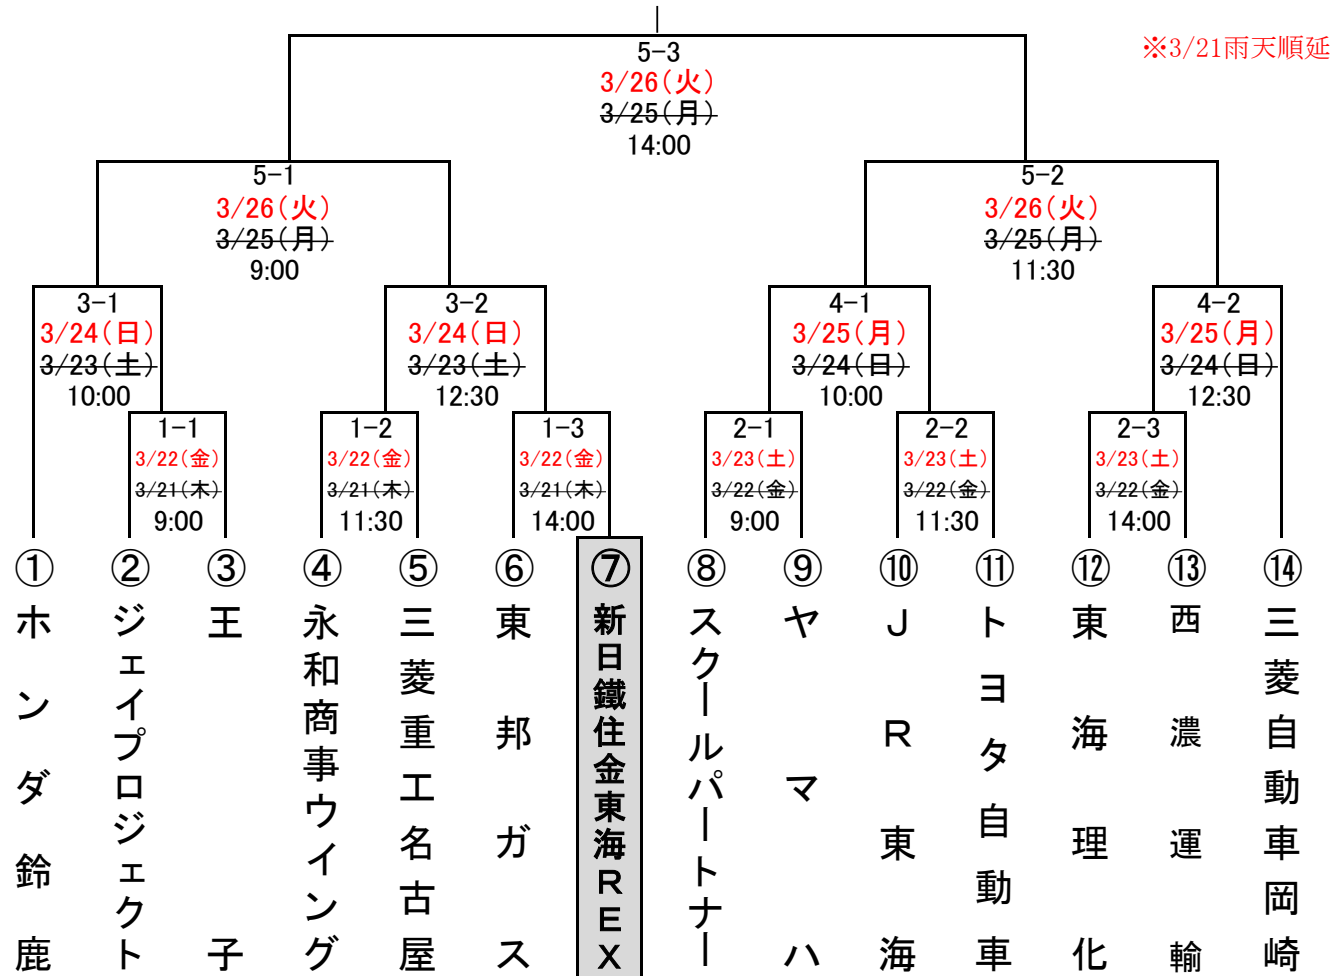 ※3/21雨天順延
5-3
3/26(火)
3/25(月)
14:00
5-1
3/26(火)
3/25(月)
9:00
5-2
3/26(火)
3/25(月)
11:30
3-1
3/24(日)
3/23(土)
10:00
3-2
3/24(日)
3/23(土)
12:30
4-1
3/25(月)
3/24(日)
10:00
4-2
3/25(月)
3/24(日)
12:30
1-1
3/22(金)
3/21(木)
9:00
1-2
3/22(金)
3/21(木)
11:30
1-3
3/22(金)
3/21(木)
14:00
2-1
3/23(土)
3/22(金)
9:00
2-2
3/23(土)
3/22(金)
11:30
2-3
3/23(土)
3/22(金)
14:00
①ホンダ鈴鹿
②ジェイプロジェクト
③王子
④永和商事ウイング
⑤三菱重工名古屋
⑥東邦ガス
⑦新日鐵住金東海REX
⑧スクールパートナー
⑨ヤマハ
⑩JR東海
⑪トヨタ自動車
⑫東海理化
⑬西濃運輸
⑭三菱自動車岡崎